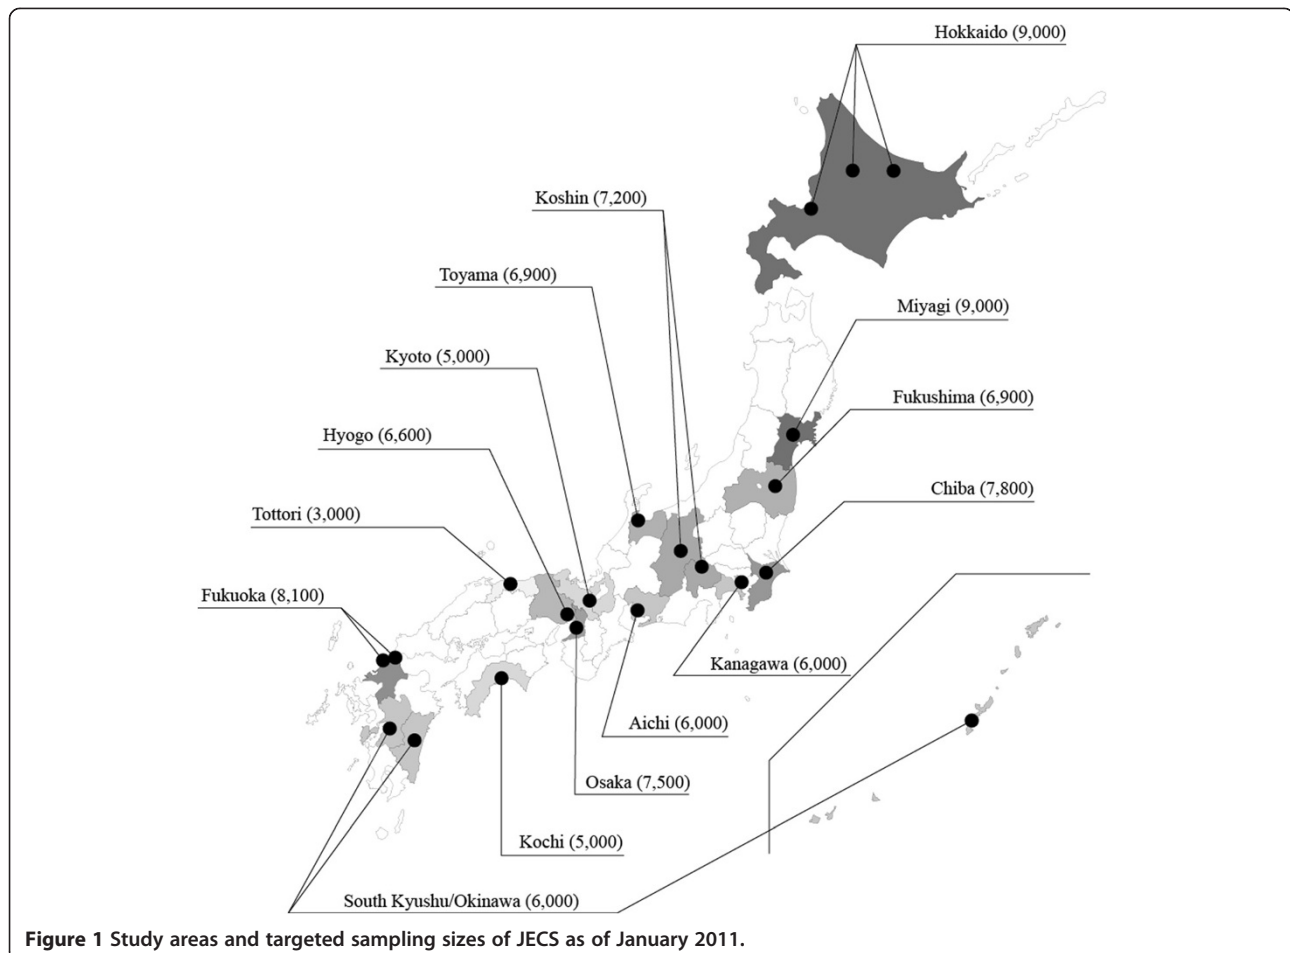 Hokkaido (9,000)
Koshin (7,200)
Toyama (6,900)
Miyagi (9,000)
Kyoto (5,000)
Fukushima (6,900)
Hyogo (6,600)
Chiba (7,800)
Tottori (3,000)
Fukuoka (8,100)
Kanagawa (6,000)
Aichi (6,000)
Osaka (7,500)
Kochi (5,000)
South Kyushu/Okinawa (6,000)
Figure 1 Study areas and targeted sampling sizes of JECS as of January 2011.